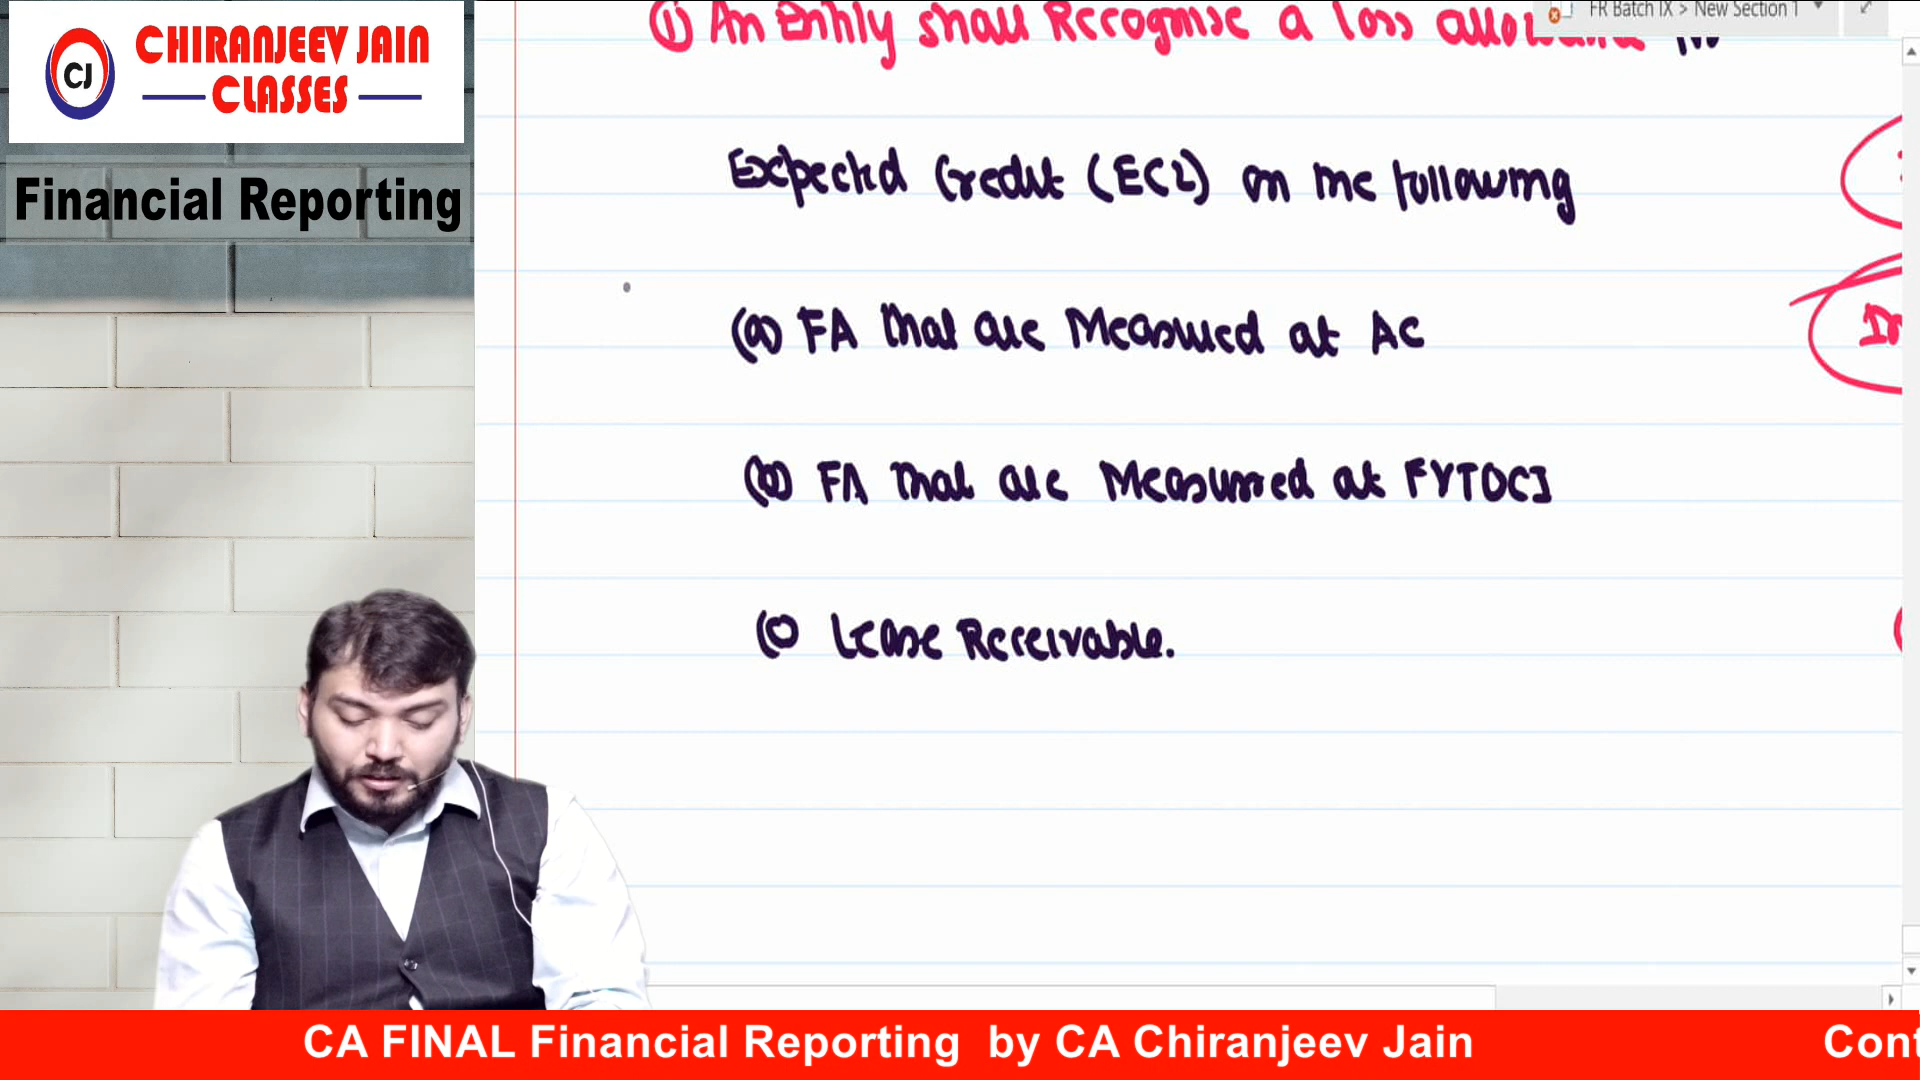 CHIRANJEEV JAIN
CJ
CLASSES
Financial Reporting
FR Batch IX > New Section 1
(i) An Entity shall Recognise a loss allowance
Expected Credit (ECL) on the following
(a) FA that are Measured at AC
(b) FA that are Measured at FVTOCI
(c) Lease Receivable.
CA FINAL Financial Reporting by CA Chiranjeev Jain
Cont